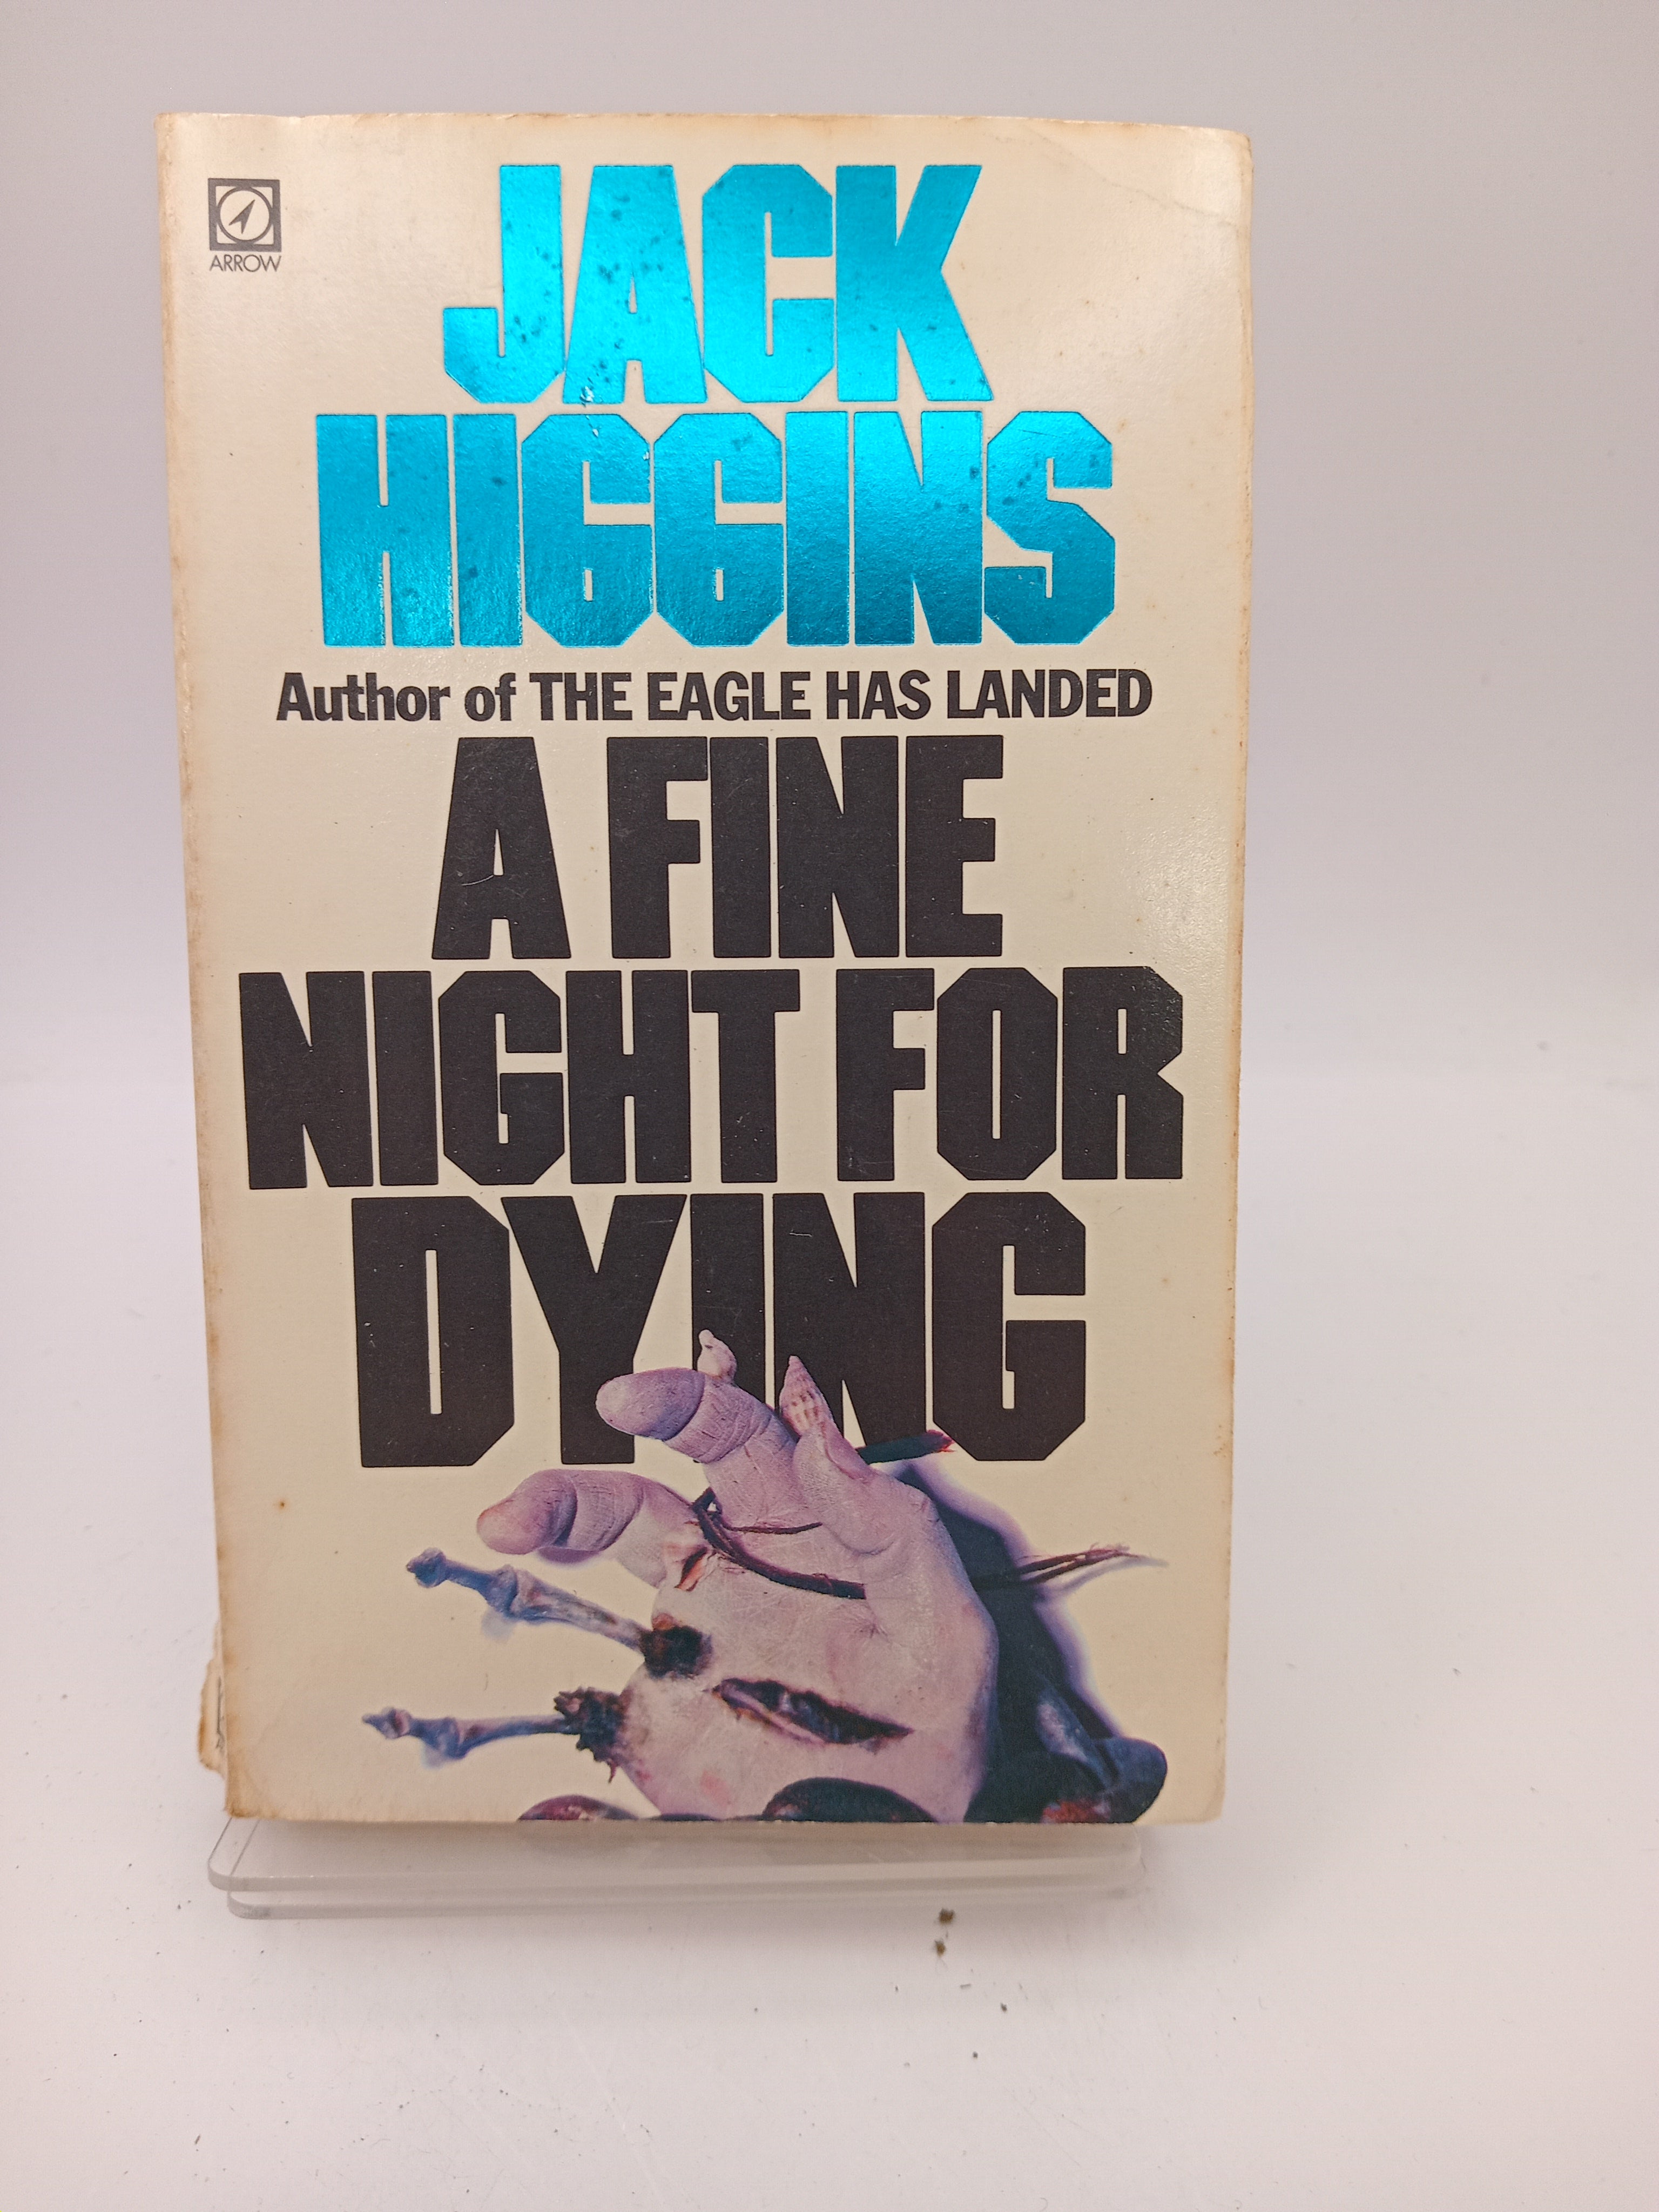 ARROW
JACK
HIGGINS
Author of THE EAGLE HAS LANDED
A FINE
NIGHT FOR
DYING